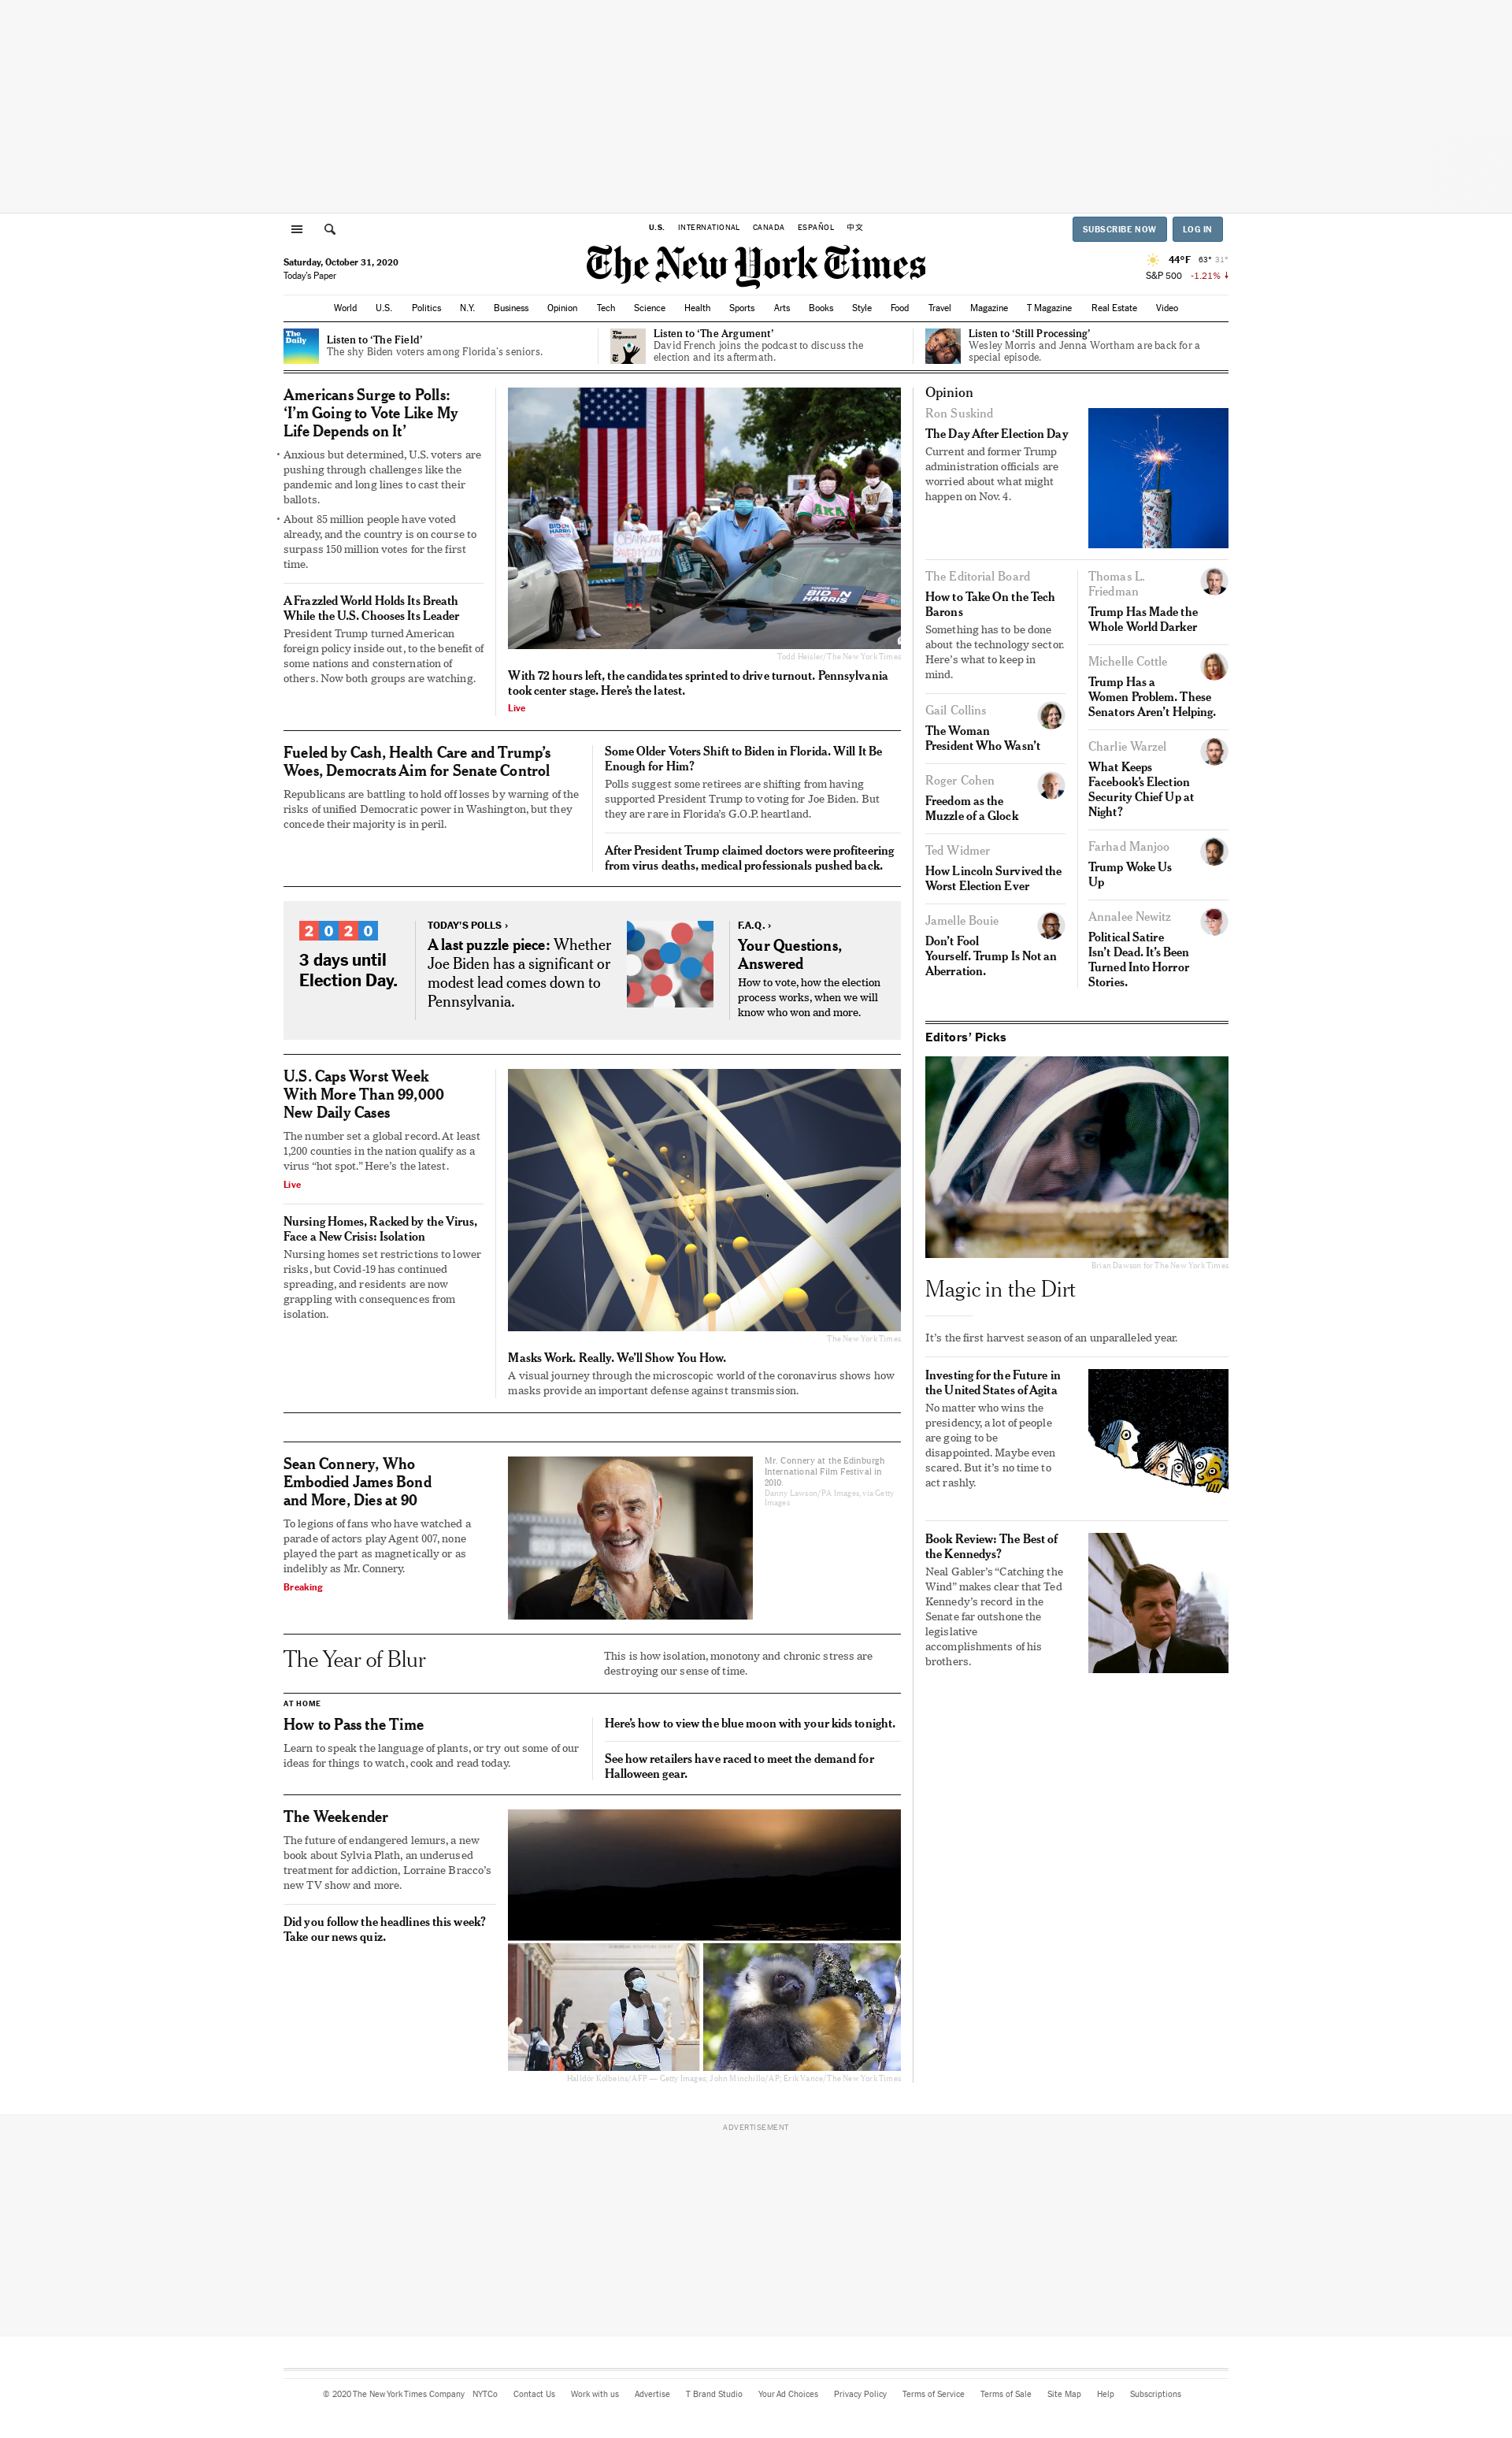 U.S.
INTERNATIONAL
CANADA
ESPAÑOL
中文
SUBSCRIBE NOW
LOG IN
Saturday, October 31, 2020
Today's Paper
The New York Times
44°F 63° 31°
S&P 500 -1.21% ↓
World U.S. Politics N.Y. Business Opinion Tech Science Health Sports Arts Books Style Food Travel Magazine T Magazine Real Estate Video
The
Daily
Listen to ‘The Field’
The shy Biden voters among Florida's seniors.
The
Argument
Listen to ‘The Argument’
David French joins the podcast to discuss the
election and its aftermath.
Listen to ‘Still Processing’
Wesley Morris and Jenna Wortham are back for a
special episode.
Americans Surge to Polls:
‘I’m Going to Vote Like My
Life Depends on It’
• Anxious but determined, U.S. voters are
pushing through challenges like the
pandemic and long lines to cast their
ballots.
• About 85 million people have voted
already, and the country is on course to
surpass 150 million votes for the first
time.
A Frazzled World Holds Its Breath
While the U.S. Chooses Its Leader
President Trump turned American
foreign policy inside out, to the benefit of
some nations and consternation of
others. Now both groups are watching.
BIDEN
HARRIS
OBAMACARE
SAVED MY SON
AKA
BIDEN
HARRIS
Todd Heisler/The New York Times
With 72 hours left, the candidates sprinted to drive turnout. Pennsylvania
took center stage. Here’s the latest.
Live
Fueled by Cash, Health Care and Trump’s
Woes, Democrats Aim for Senate Control
Republicans are battling to hold off losses by warning of the
risks of unified Democratic power in Washington, but they
concede their majority is in peril.
Some Older Voters Shift to Biden in Florida. Will It Be
Enough for Him?
Polls suggest some retirees are shifting from having
supported President Trump to voting for Joe Biden. But
they are rare in Florida’s G.O.P. heartland.
After President Trump claimed doctors were profiteering
from virus deaths, medical professionals pushed back.
2020
3 days until
Election Day.
TODAY’S POLLS ›
A last puzzle piece: Whether
Joe Biden has a significant or
modest lead comes down to
Pennsylvania.
F.A.Q. ›
Your Questions,
Answered
How to vote, how the election
process works, when we will
know who won and more.
U.S. Caps Worst Week
With More Than 99,000
New Daily Cases
The number set a global record. At least
1,200 counties in the nation qualify as a
virus “hot spot.” Here’s the latest.
Live
Nursing Homes, Racked by the Virus,
Face a New Crisis: Isolation
Nursing homes set restrictions to lower
risks, but Covid-19 has continued
spreading, and residents are now
grappling with consequences from
isolation.
The New York Times
Masks Work. Really. We’ll Show You How.
A visual journey through the microscopic world of the coronavirus shows how
masks provide an important defense against transmission.
Sean Connery, Who
Embodied James Bond
and More, Dies at 90
To legions of fans who have watched a
parade of actors play Agent 007, none
played the part as magnetically or as
indelibly as Mr. Connery.
Breaking
Mr. Connery at the Edinburgh
International Film Festival in
2010.
Danny Lawson/PA Images, via Getty
Images
The Year of Blur
This is how isolation, monotony and chronic stress are
destroying our sense of time.
AT HOME
How to Pass the Time
Learn to speak the language of plants, or try out some of our
ideas for things to watch, cook and read today.
Here’s how to view the blue moon with your kids tonight.
See how retailers have raced to meet the demand for
Halloween gear.
The Weekender
The future of endangered lemurs, a new
book about Sylvia Plath, an underused
treatment for addiction, Lorraine Bracco’s
new TV show and more.
Did you follow the headlines this week?
Take our news quiz.
Halldór Kolbeins/AFP — Getty Images; John Minchillo/AP; Erik Vance/The New York Times
Opinion
Ron Suskind
The Day After Election Day
Current and former Trump
administration officials are
worried about what might
happen on Nov. 4.
The Editorial Board
How to Take On the Tech
Barons
Something has to be done
about the technology sector.
Here’s what to keep in
mind.
Gail Collins
The Woman
President Who Wasn’t
Roger Cohen
Freedom as the
Muzzle of a Glock
Ted Widmer
How Lincoln Survived the
Worst Election Ever
Jamelle Bouie
Don’t Fool
Yourself. Trump Is Not an
Aberration.
Thomas L.
Friedman
Trump Has Made the
Whole World Darker
Michelle Cottle
Trump Has a
Women Problem. These
Senators Aren’t Helping.
Charlie Warzel
What Keeps
Facebook’s Election
Security Chief Up at
Night?
Farhad Manjoo
Trump Woke Us
Up
Annalee Newitz
Political Satire
Isn’t Dead. It’s Been
Turned Into Horror
Stories.
Editors’ Picks
Brian Dawson for The New York Times
Magic in the Dirt
It’s the first harvest season of an unparalleled year.
Investing for the Future in
the United States of Agita
No matter who wins the
presidency, a lot of people
are going to be
disappointed. Maybe even
scared. But it’s no time to
act rashly.
Book Review: The Best of
the Kennedys?
Neal Gabler’s “Catching the
Wind” makes clear that Ted
Kennedy’s record in the
Senate far outshone the
legislative
accomplishments of his
brothers.
ADVERTISEMENT
© 2020 The New York Times Company NYTCo Contact Us Work with us Advertise T Brand Studio Your Ad Choices Privacy Policy Terms of Service Terms of Sale Site Map Help Subscriptions